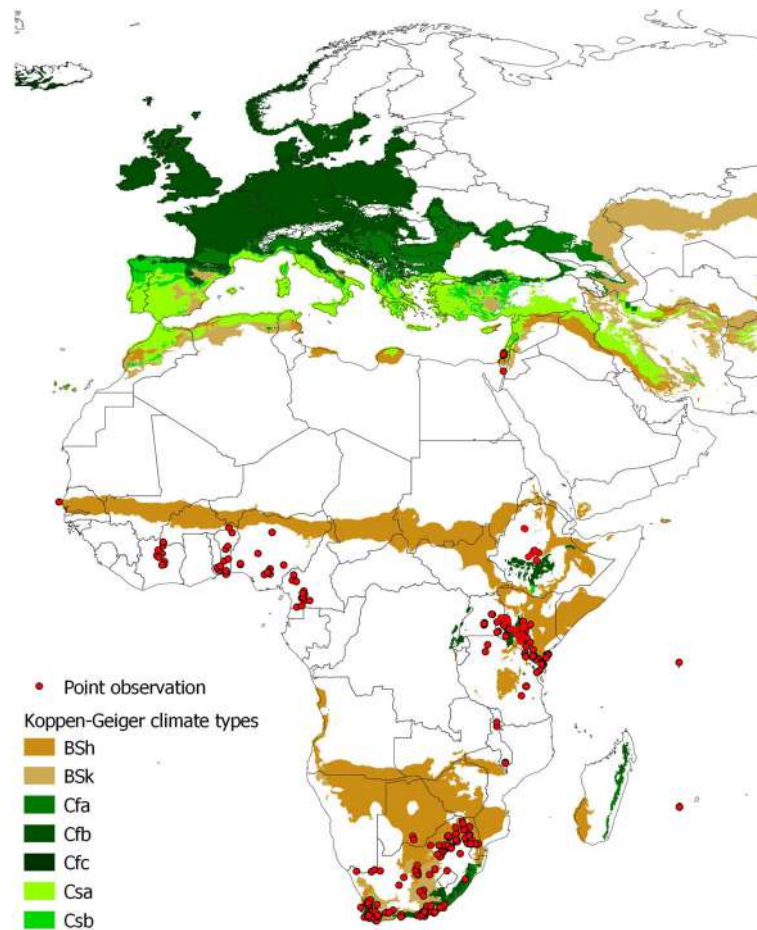 Point observation
Koppen-Geiger climate types
BSh
BSk
Cfa
Cfb
Cfc
Csa
Csb